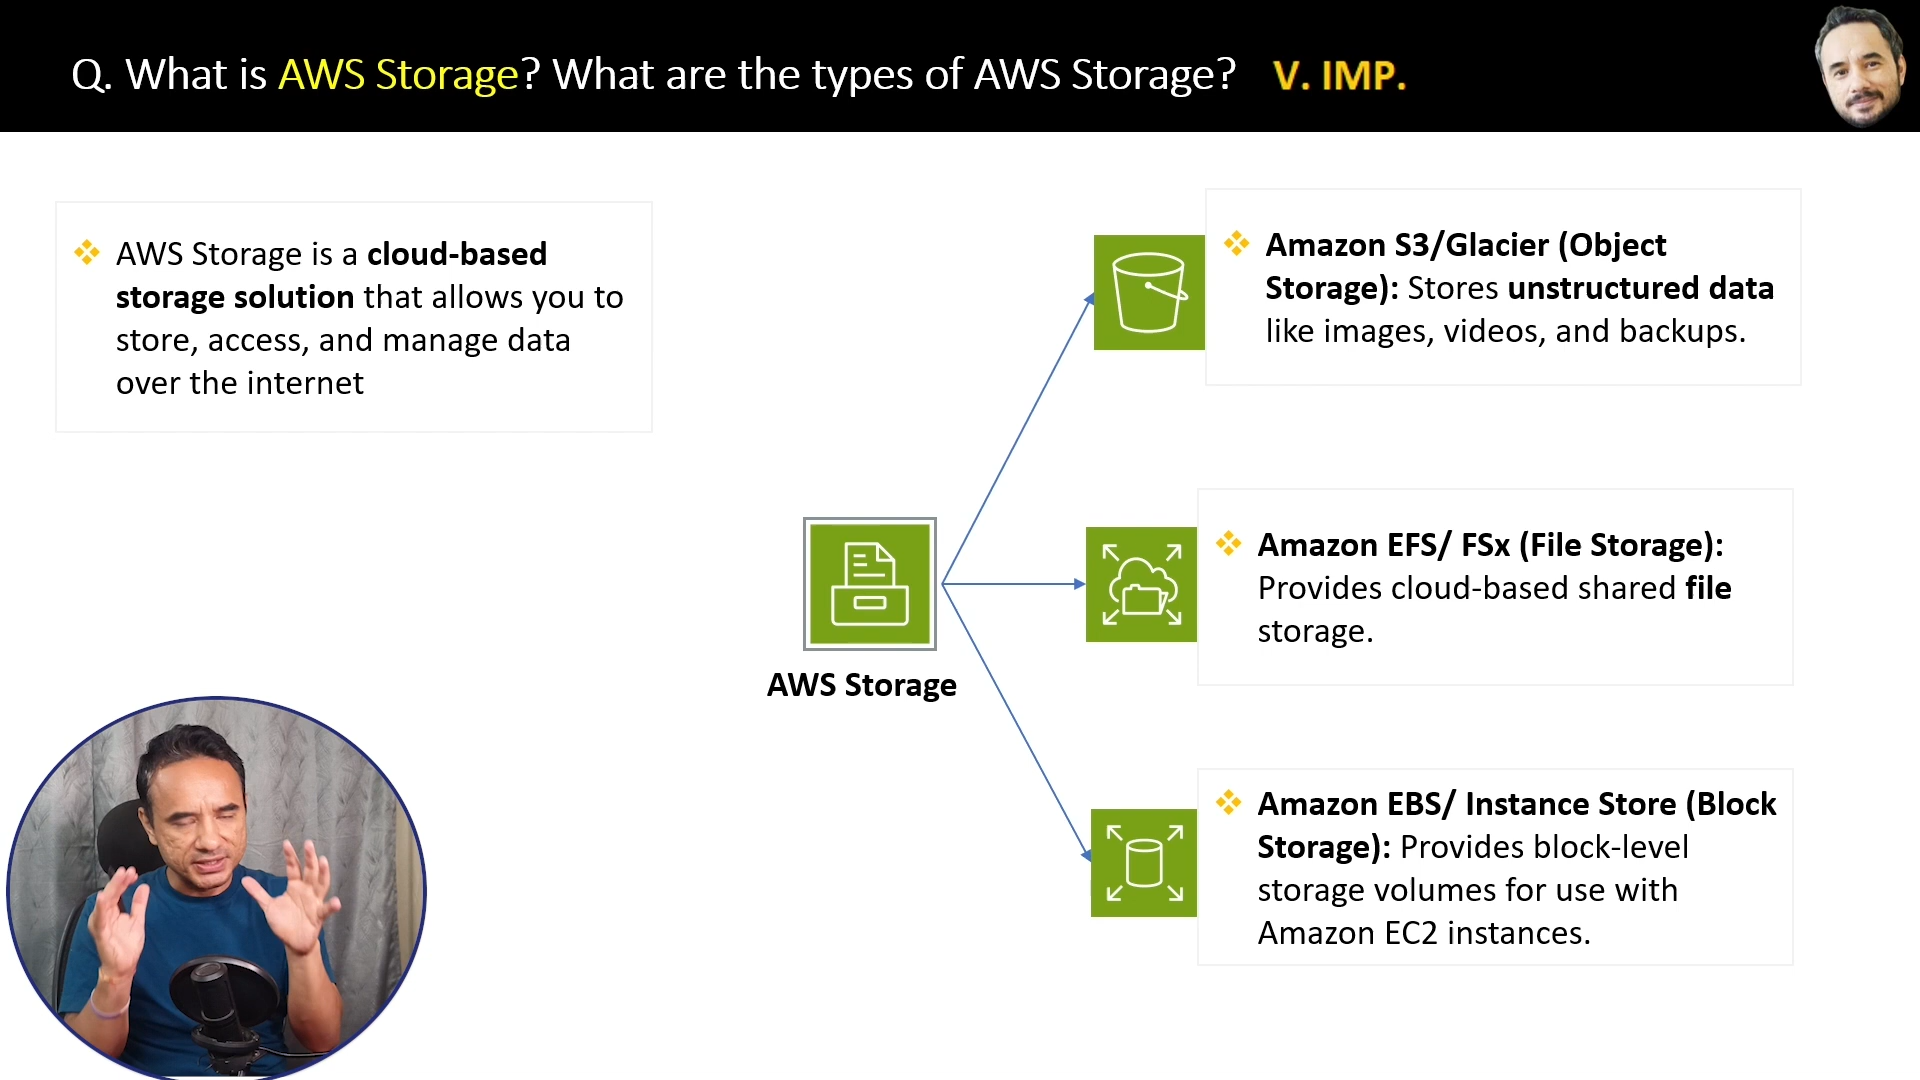 Q. What is AWS Storage? What are the types of AWS Storage? V. IMP.
AWS Storage is a cloud-based
storage solution that allows you to
store, access, and manage data
over the internet
Amazon S3/Glacier (Object
Storage): Stores unstructured data
like images, videos, and backups.
Amazon EFS/ FSx (File Storage):
Provides cloud-based shared file
storage.
AWS Storage
Amazon EBS/ Instance Store (Block
Storage): Provides block-level
storage volumes for use with
Amazon EC2 instances.